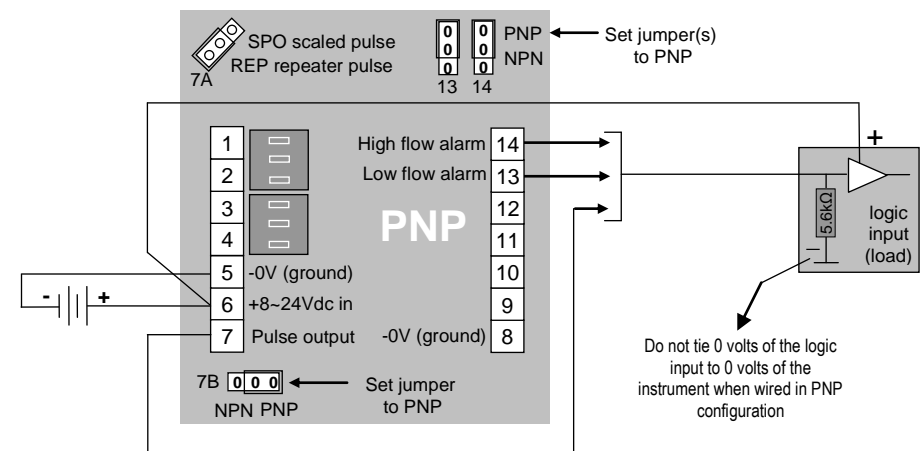 SPO scaled pulse
REP repeater pulse
7A
0 0
0 0
0 0
13 14
PNP
NPN
Set jumper(s)
to PNP
1
2
3
4
5 -0V (ground)
6 +8~24Vdc in
7 Pulse output
- +
PNP
High flow alarm 14
Low flow alarm 13
12
11
10
9
-0V (ground) 8
7B 0 0 0
NPN PNP
Set jumper
to PNP
+
5.6kΩ
logic
input
(load)
Do not tie 0 volts of the logic
input to 0 volts of the
instrument when wired in PNP
configuration